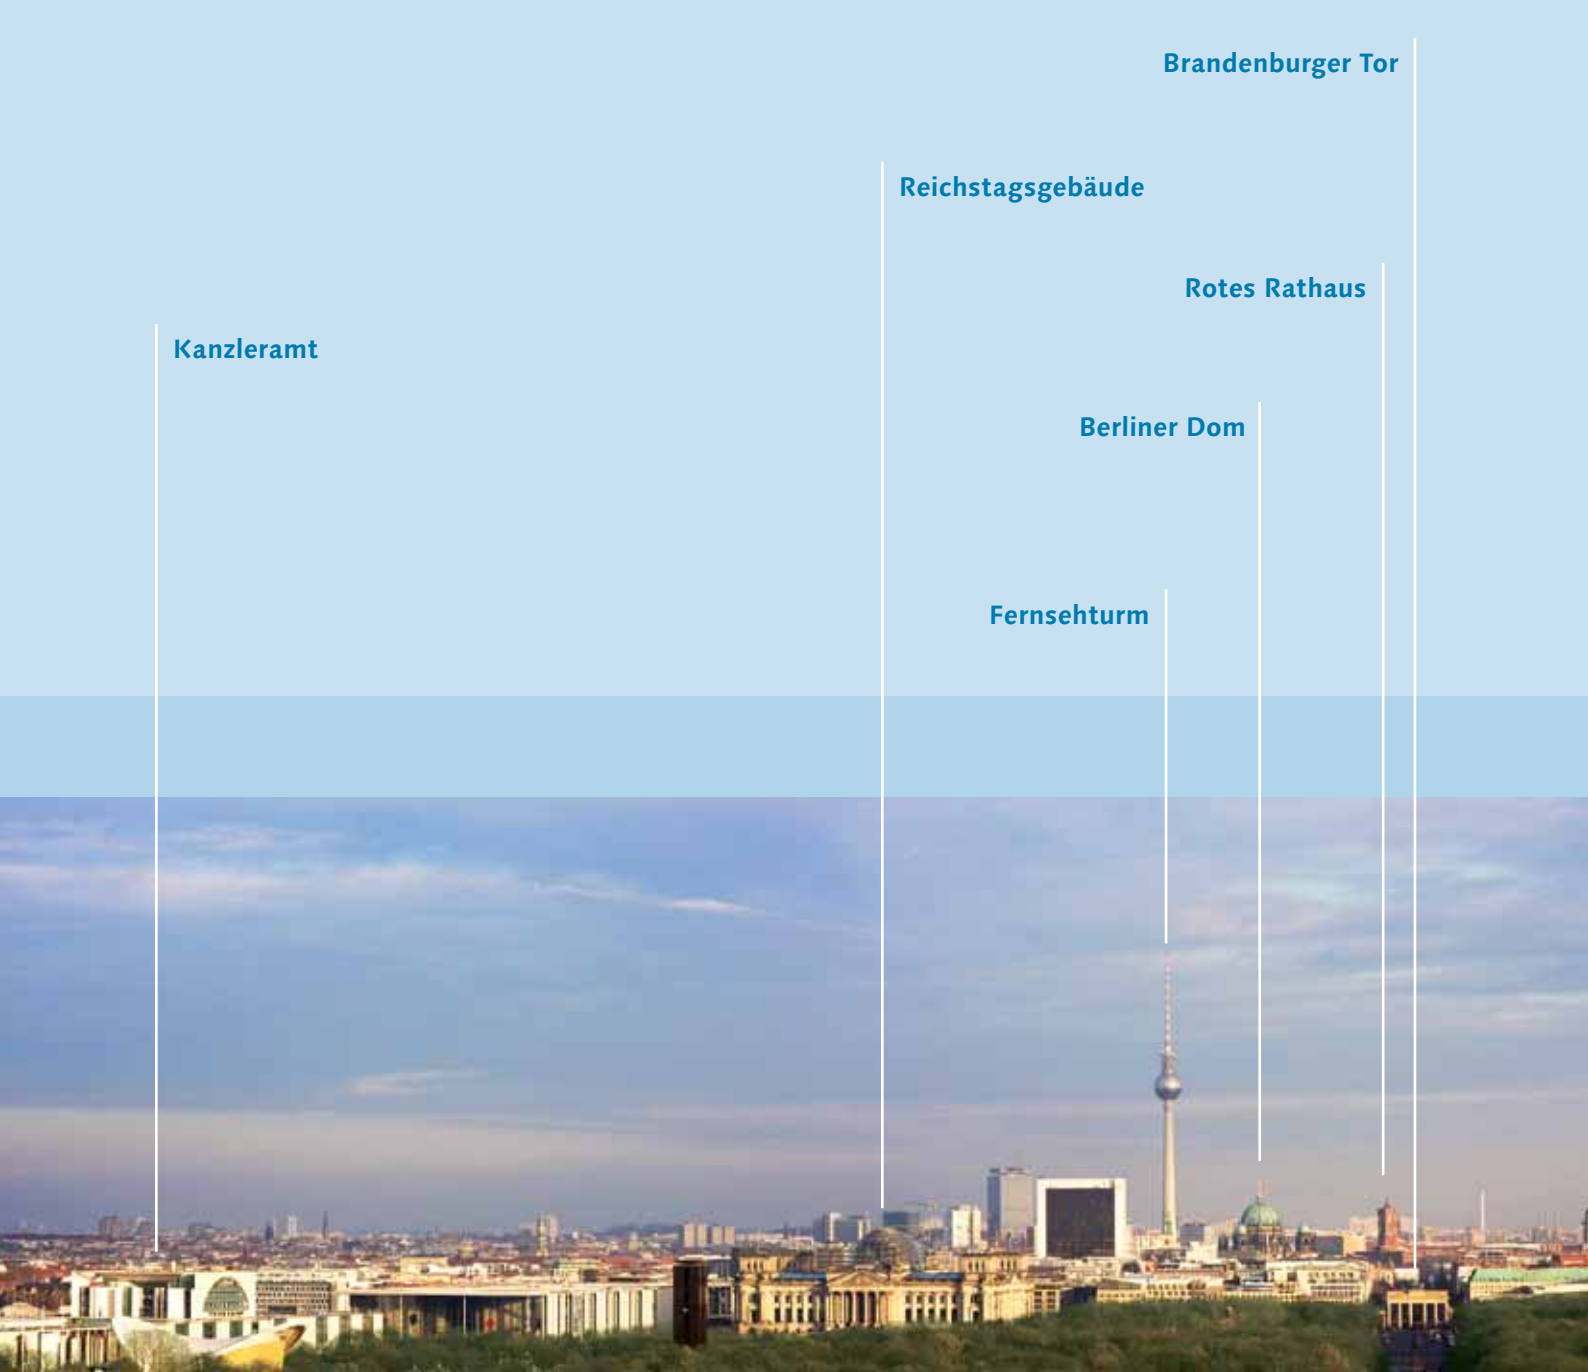 Brandenburger Tor
Reichstagsgebäude
Rotes Rathaus
Kanzleramt
Berliner Dom
Fernsehturm